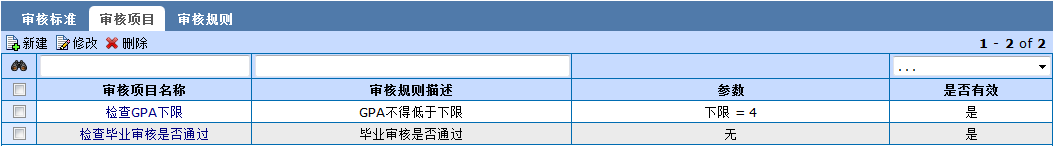 审核标准 审核项目 审核规则
新建 修改 删除 1 - 2 of 2
...
审核项目名称 审核规则描述 参数 是否有效
检查GPA下限 GPA不得低于下限 下限 = 4 是
检查毕业审核是否通过 毕业审核是否通过 无 是